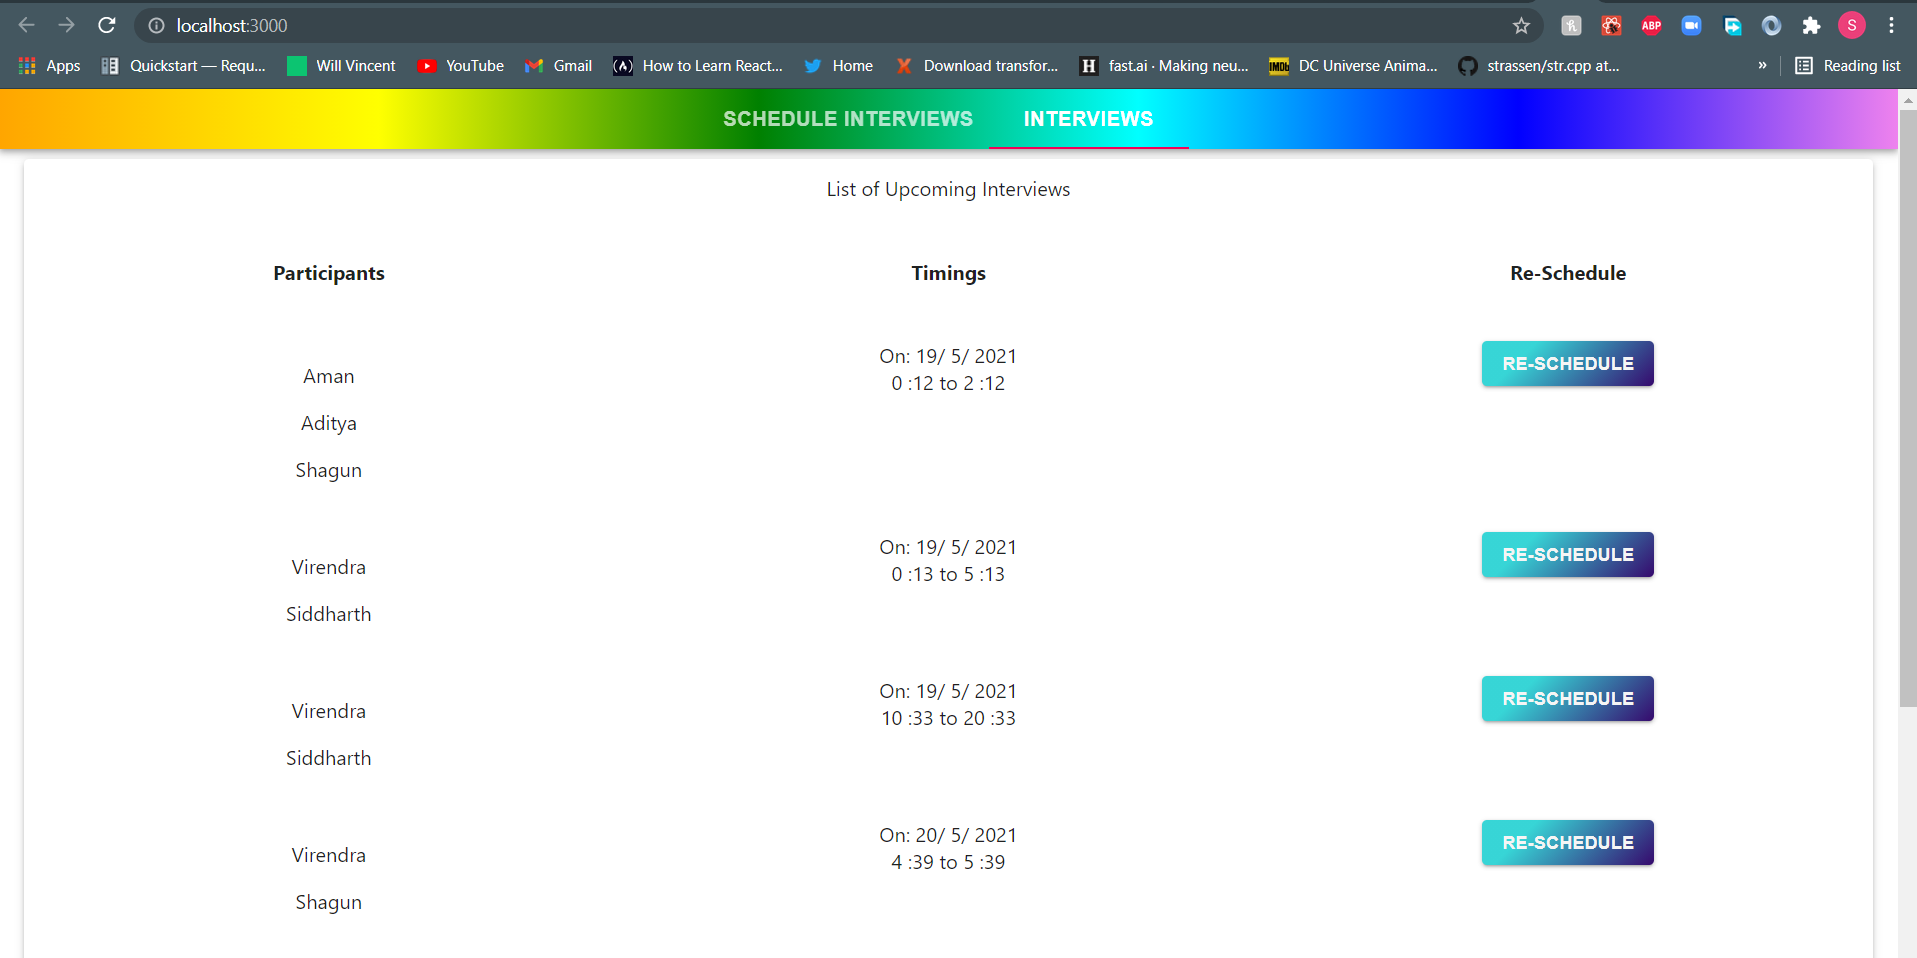 localhost:3000
ABP
S
Apps
Quickstart — Requ...
Will Vincent
YouTube
Gmail
How to Learn React...
Home
Download transfor...
H
fast.ai · Making neu...
IMDb
DC Universe Anima...
strassen/str.cpp at...
»
Reading list
SCHEDULE INTERVIEWS
INTERVIEWS
List of Upcoming Interviews
Participants
Timings
Re-Schedule
Aman
Aditya
Shagun
On: 19/ 5/ 2021
0 :12 to 2 :12
RE-SCHEDULE
Virendra
Siddharth
On: 19/ 5/ 2021
0 :13 to 5 :13
RE-SCHEDULE
Virendra
Siddharth
On: 19/ 5/ 2021
10 :33 to 20 :33
RE-SCHEDULE
Virendra
Shagun
On: 20/ 5/ 2021
4 :39 to 5 :39
RE-SCHEDULE